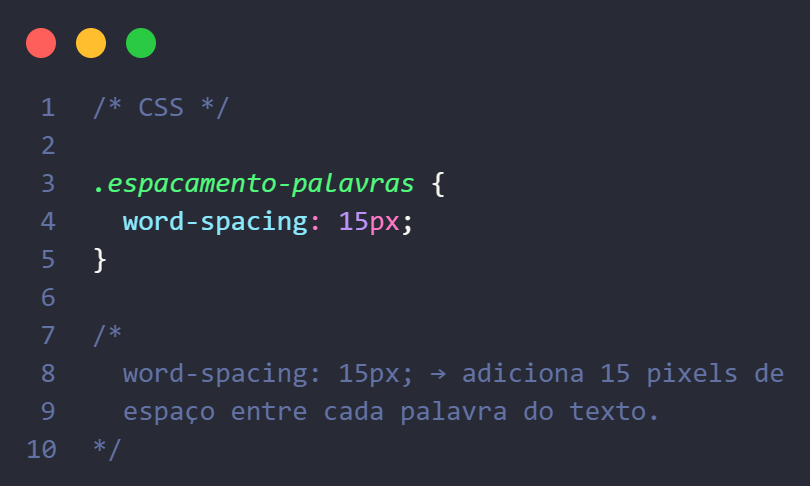 1 /* CSS */
2
3 .espacamento-palavras {
4 word-spacing: 15px;
5 }
6
7 /*
8 word-spacing: 15px; → adiciona 15 pixels de
9 espaço entre cada palavra do texto.
10 */